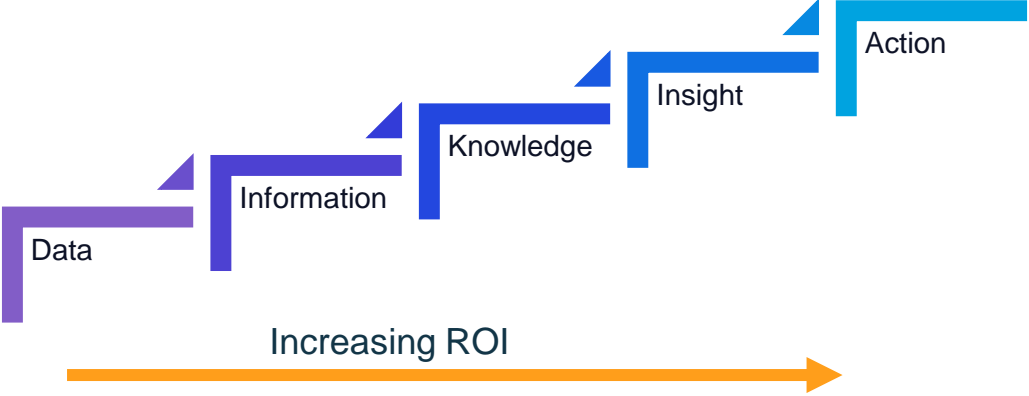 Data
Information
Knowledge
Insight
Action
Increasing ROI